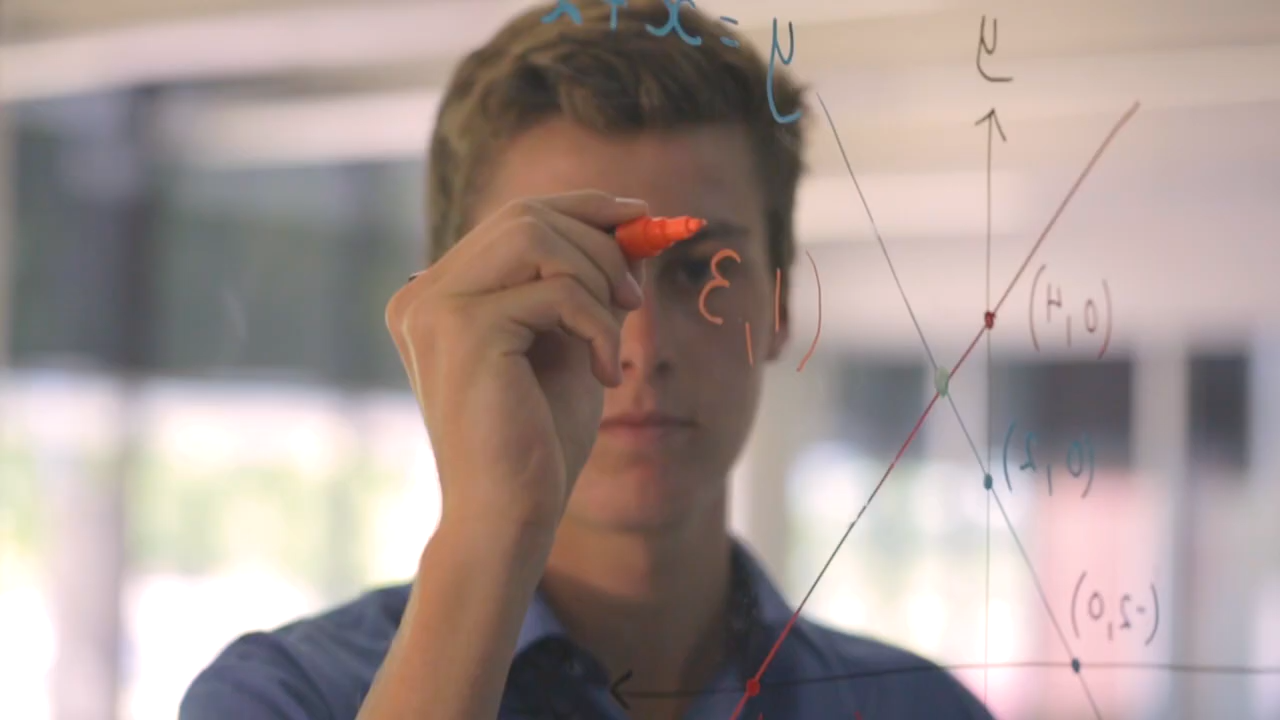 y
y = x +
(1,3
(0,4)
(0,2)
(-2,0)